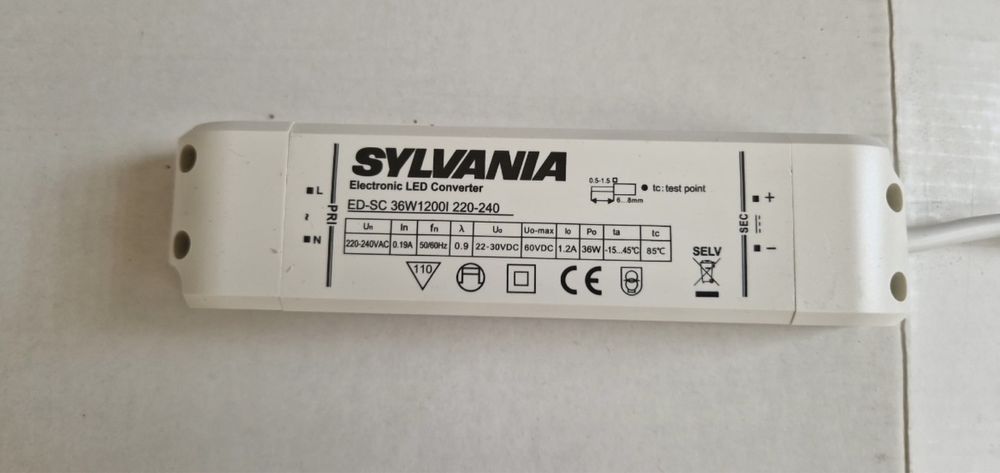 SYLVANIA
Electronic LED Converter
ED-SC 36W1200I 220-240
L
~
N
PRI
Un In fn λ Uo Uo-max Io Po ta tc
220-240VAC 0.19A 50/60Hz 0.9 22-30VDC 60VDC 1.2A 36W -15...45℃ 85℃
110
CE
0.5-1.5
6...8mm
tc: test point
SELV
SEC
+
−